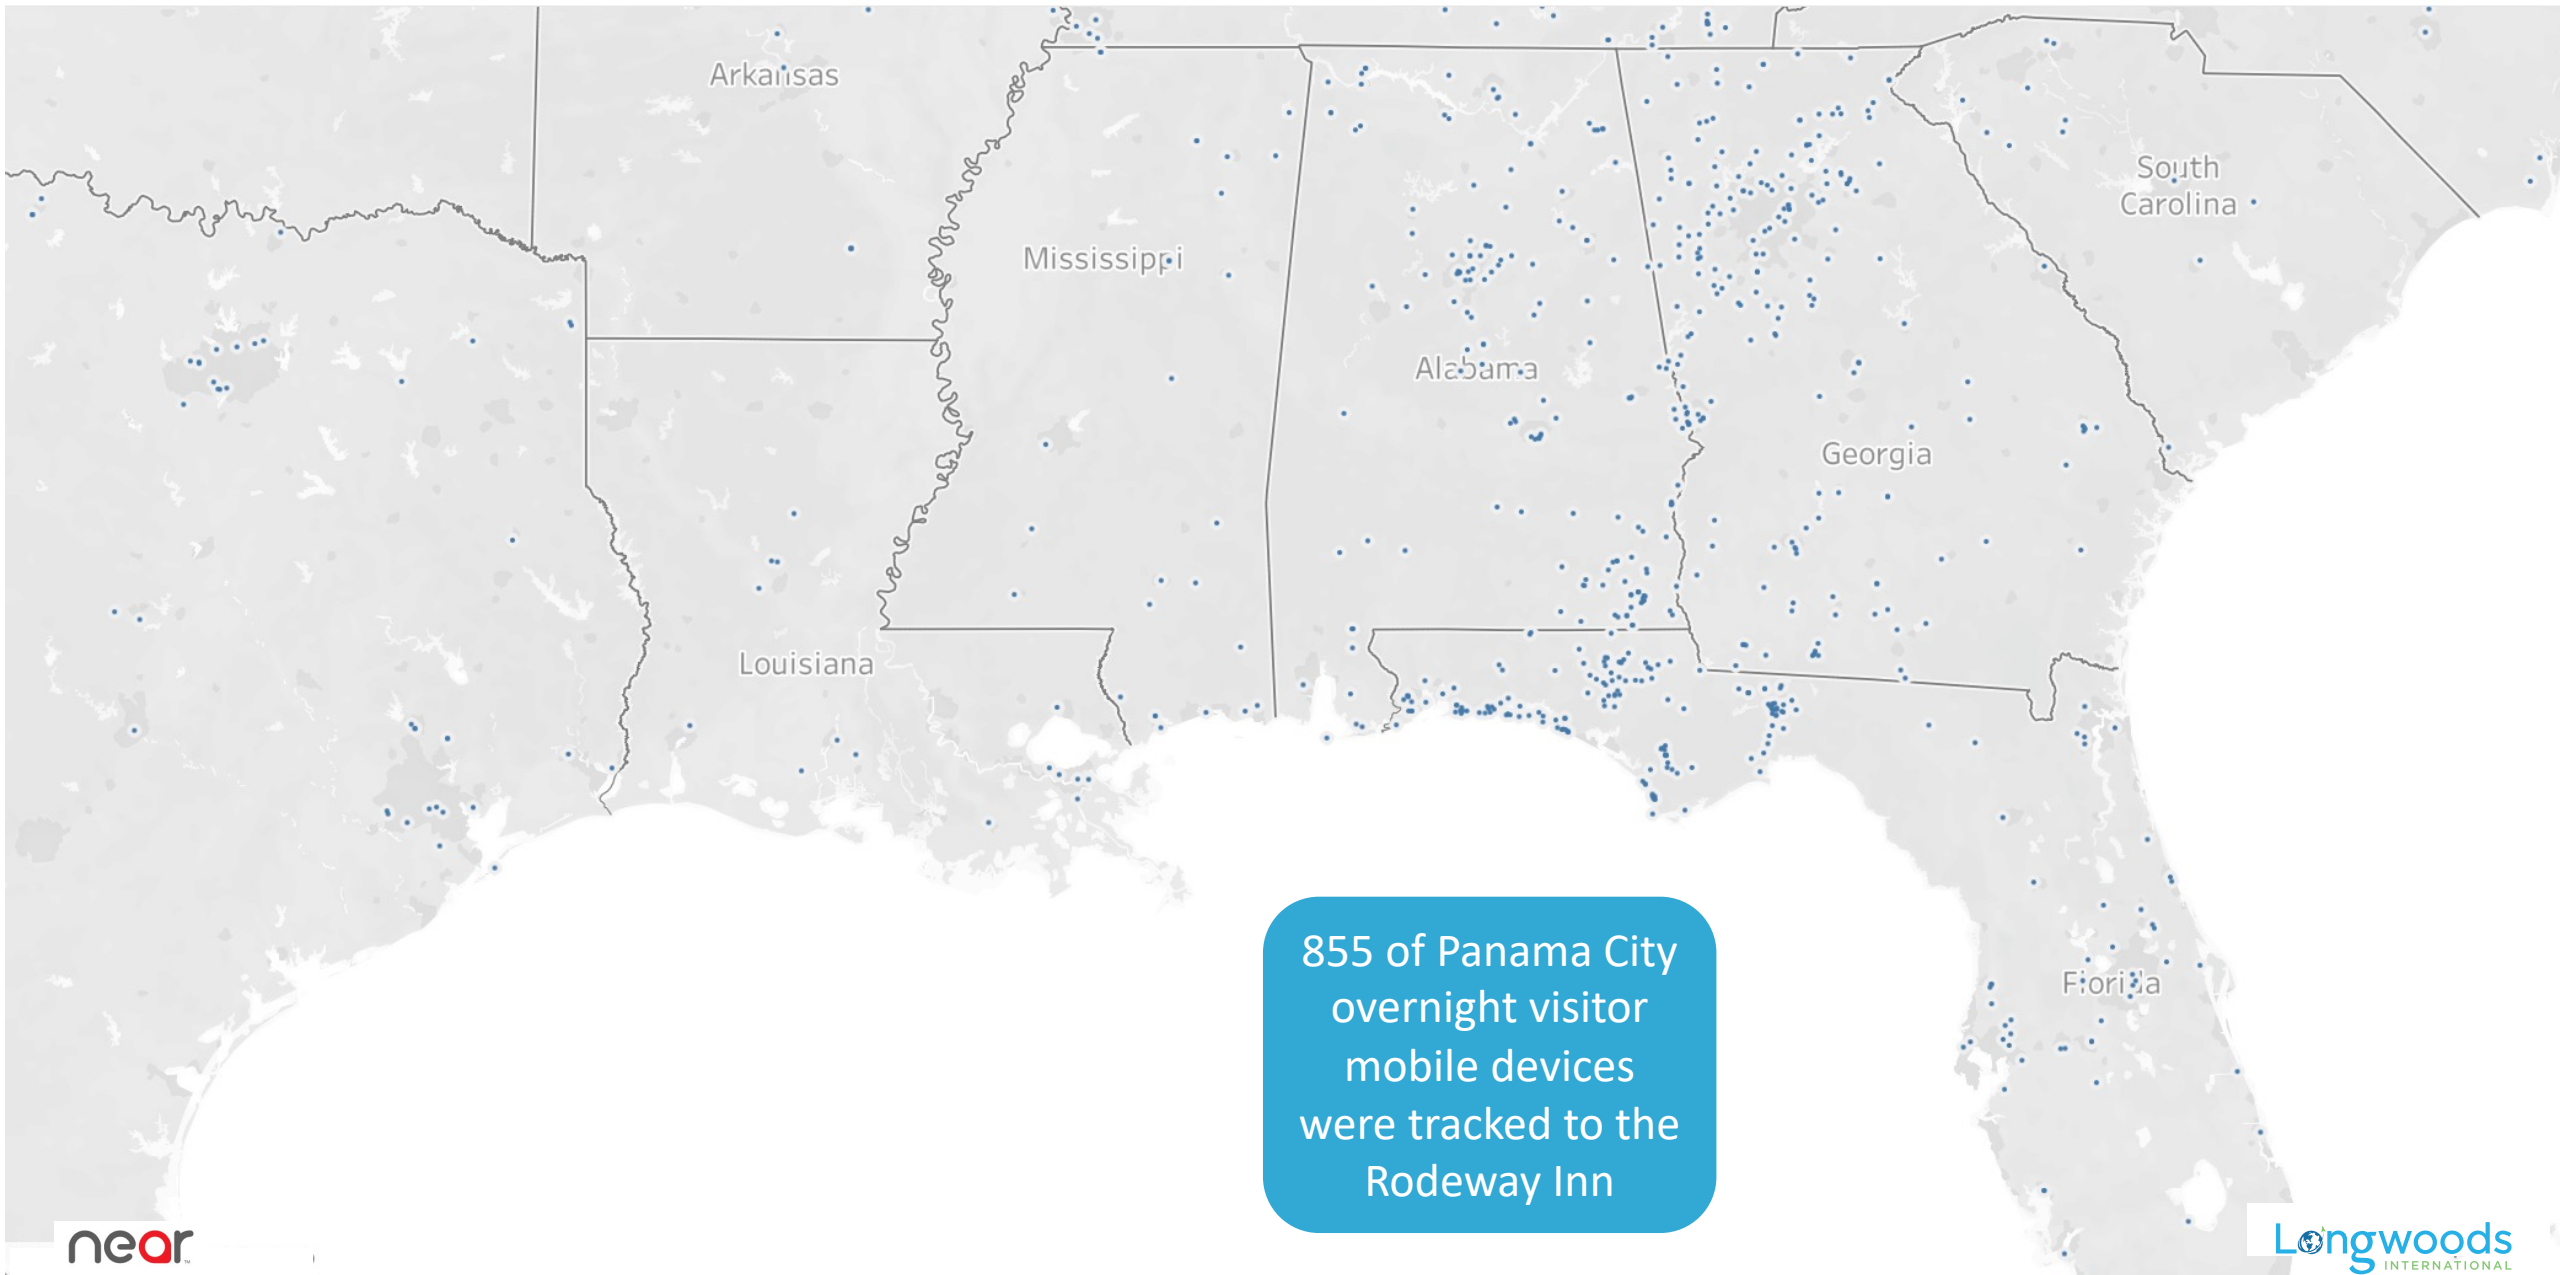 Arkansas
South
Carolina
Mississippi
Alabama
Georgia
Louisiana
855 of Panama City
overnight visitor
mobile devices
were tracked to the
Rodeway Inn
Florida
near
Longwoods
INTERNATIONAL